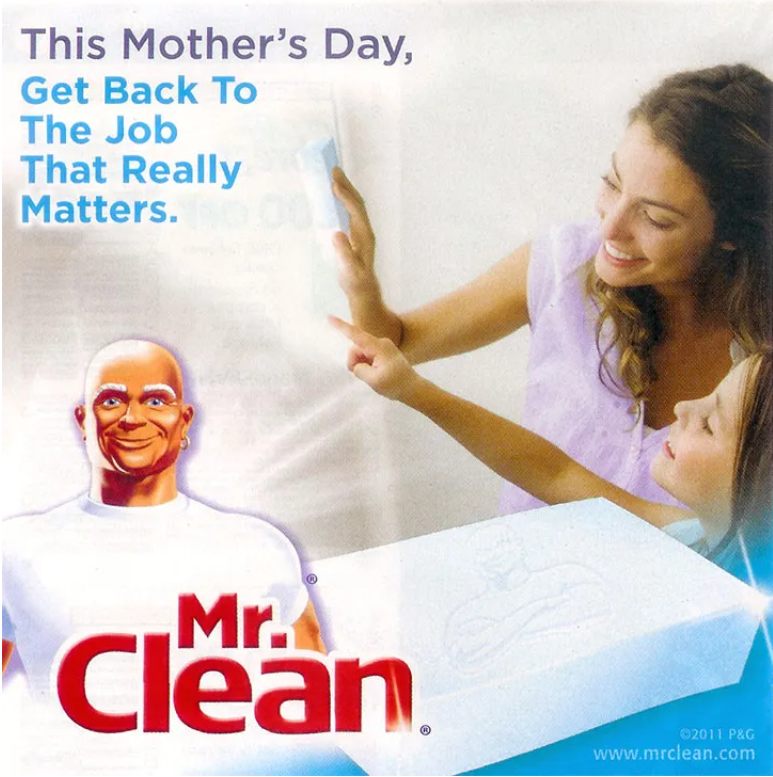 This Mother's Day,
Get Back To
The Job
That Really
Matters.
®
Mr.
Clean®
©2011 P&G
www.mrclean.com